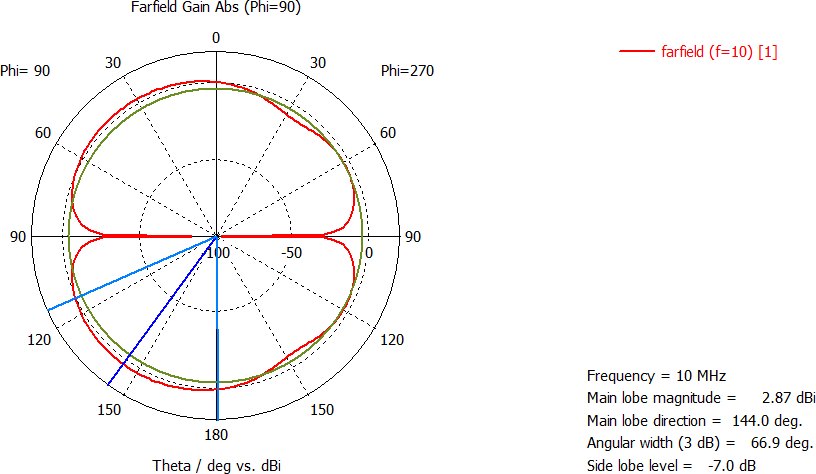 Farfield Gain Abs (Phi=90)
farfield (f=10) [1]
0
30
30
Phi= 90
Phi=270
60
60
90
100
-50
0
90
120
120
150
150
180
Theta / deg vs. dBi
Frequency = 10 MHz
Main lobe magnitude = 2.87 dBi
Main lobe direction = 144.0 deg.
Angular width (3 dB) = 66.9 deg.
Side lobe level = -7.0 dB